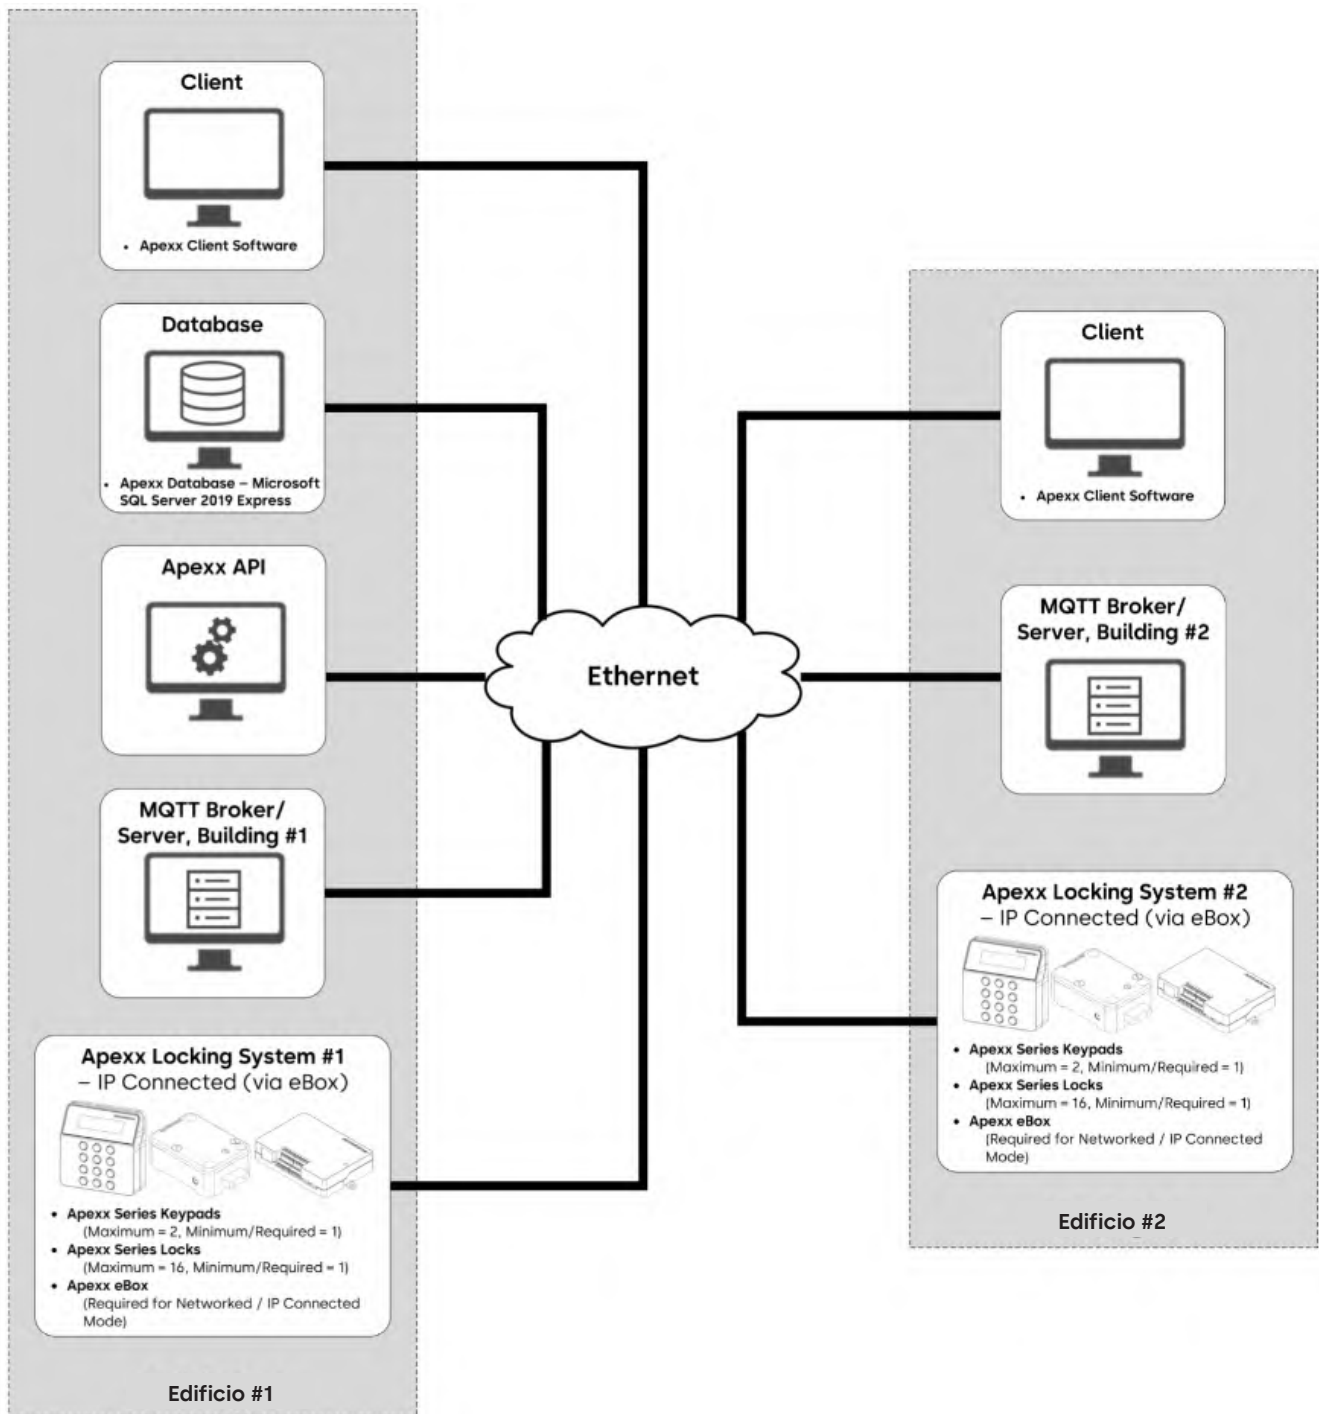 Client
• Apexx Client Software
Database
• Apexx Database – Microsoft
SQL Server 2019 Express
Apexx API
MQTT Broker/
Server, Building #1
Apexx Locking System #1
– IP Connected (via eBox)
• Apexx Series Keypads
(Maximum = 2, Minimum/Required = 1)
• Apexx Series Locks
(Maximum = 16, Minimum/Required = 1)
• Apexx eBox
(Required for Networked / IP Connected
Mode)
Edificio #1
Ethernet
Client
• Apexx Client Software
MQTT Broker/
Server, Building #2
Apexx Locking System #2
– IP Connected (via eBox)
• Apexx Series Keypads
(Maximum = 2, Minimum/Required = 1)
• Apexx Series Locks
(Maximum = 16, Minimum/Required = 1)
• Apexx eBox
(Required for Networked / IP Connected
Mode)
Edificio #2